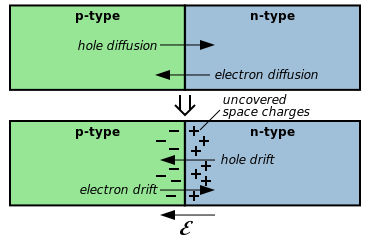 p-type n-type
hole diffusion
electron diffusion
uncovered
space charges
p-type n-type
hole drift
electron drift
ℰ